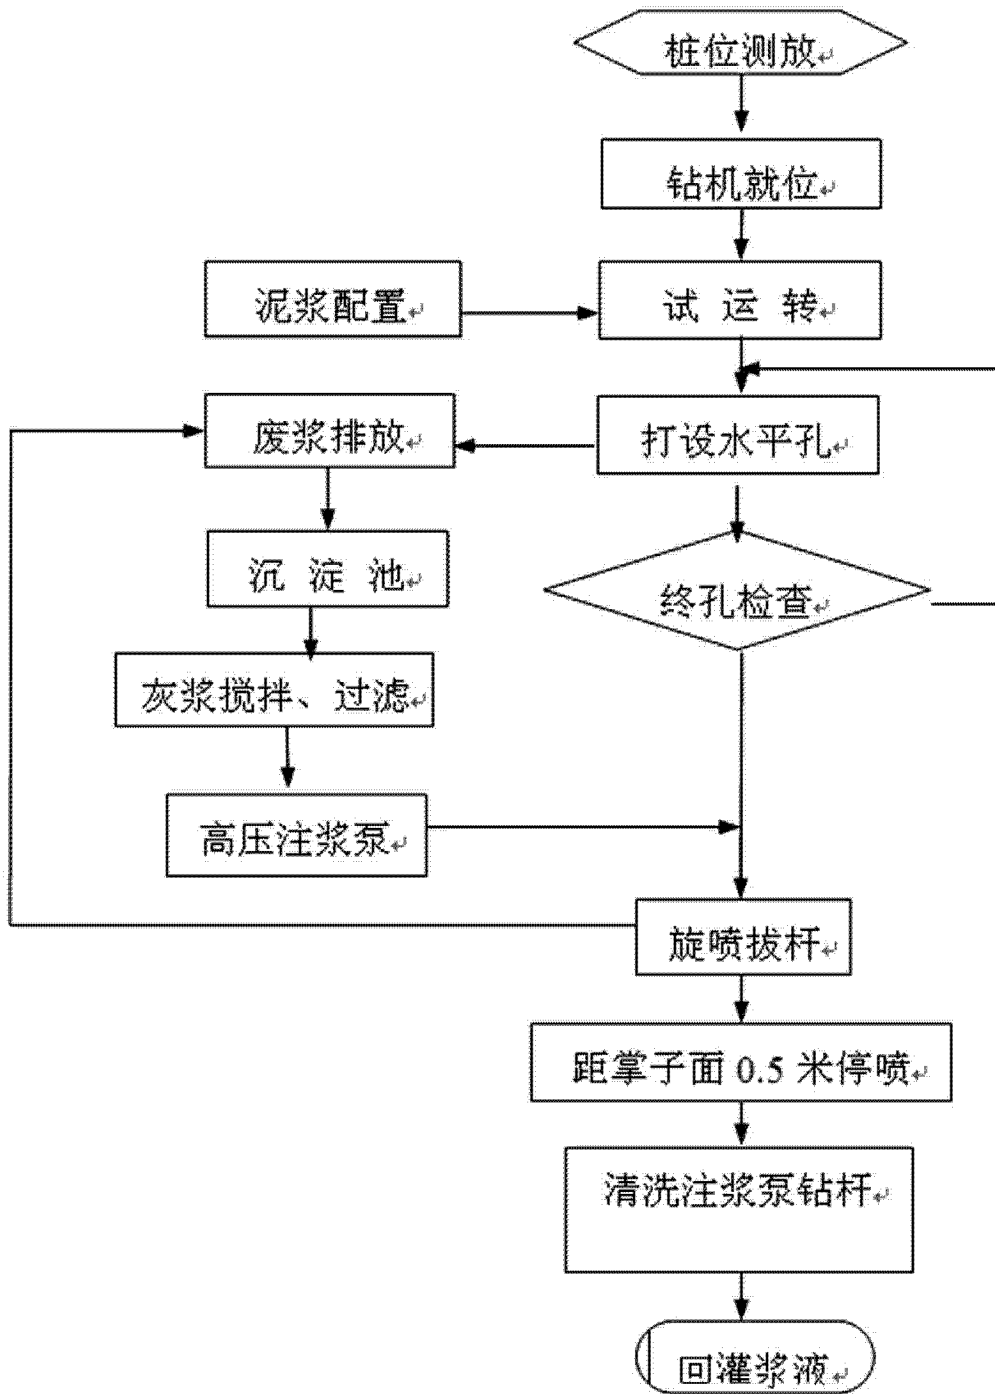 桩位测放
钻机就位
泥浆配置
试 运 转
废浆排放
打设水平孔
沉 淀 池
终孔检查
灰浆搅拌、过滤
高压注浆泵
旋喷拔杆
距掌子面 0.5 米停喷
清洗注浆泵钻杆
回灌浆液